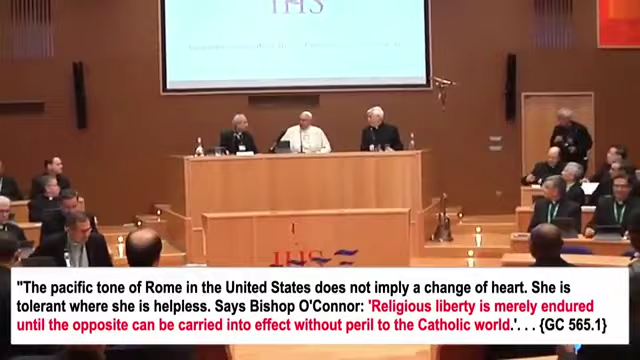 IHS
IHS
"The pacific tone of Rome in the United States does not imply a change of heart. She is
tolerant where she is helpless. Says Bishop O'Connor: 'Religious liberty is merely endured
until the opposite can be carried into effect without peril to the Catholic world.'. . . {GC 565.1}